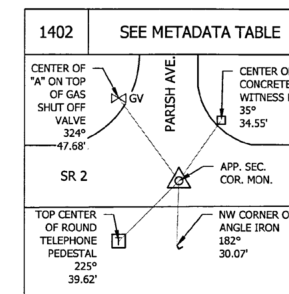 1402
SEE METADATA TABLE
CENTER OF
"A" ON TOP
OF GAS
SHUT OFF
VALVE
324°
47.68'
GV
PARISH AVE.
CENTER O
CONCRETE
WITNESS
35°
34.55'
SR 2
APP. SEC.
COR. MON.
TOP CENTER
OF ROUND
TELEPHONE
PEDESTAL
225°
39.62'
T
NW CORNER O
ANGLE IRON
182°
30.07'